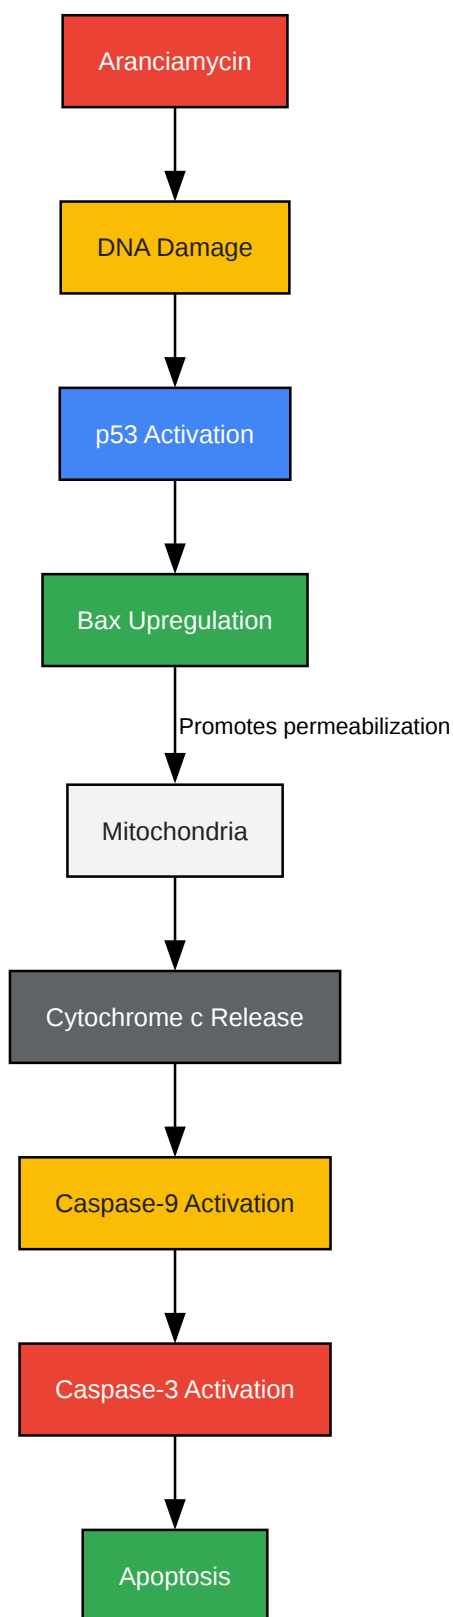 Aranciamycin
DNA Damage
p53 Activation
Bax Upregulation
Promotes permeabilization
Mitochondria
Cytochrome c Release
Caspase-9 Activation
Caspase-3 Activation
Apoptosis